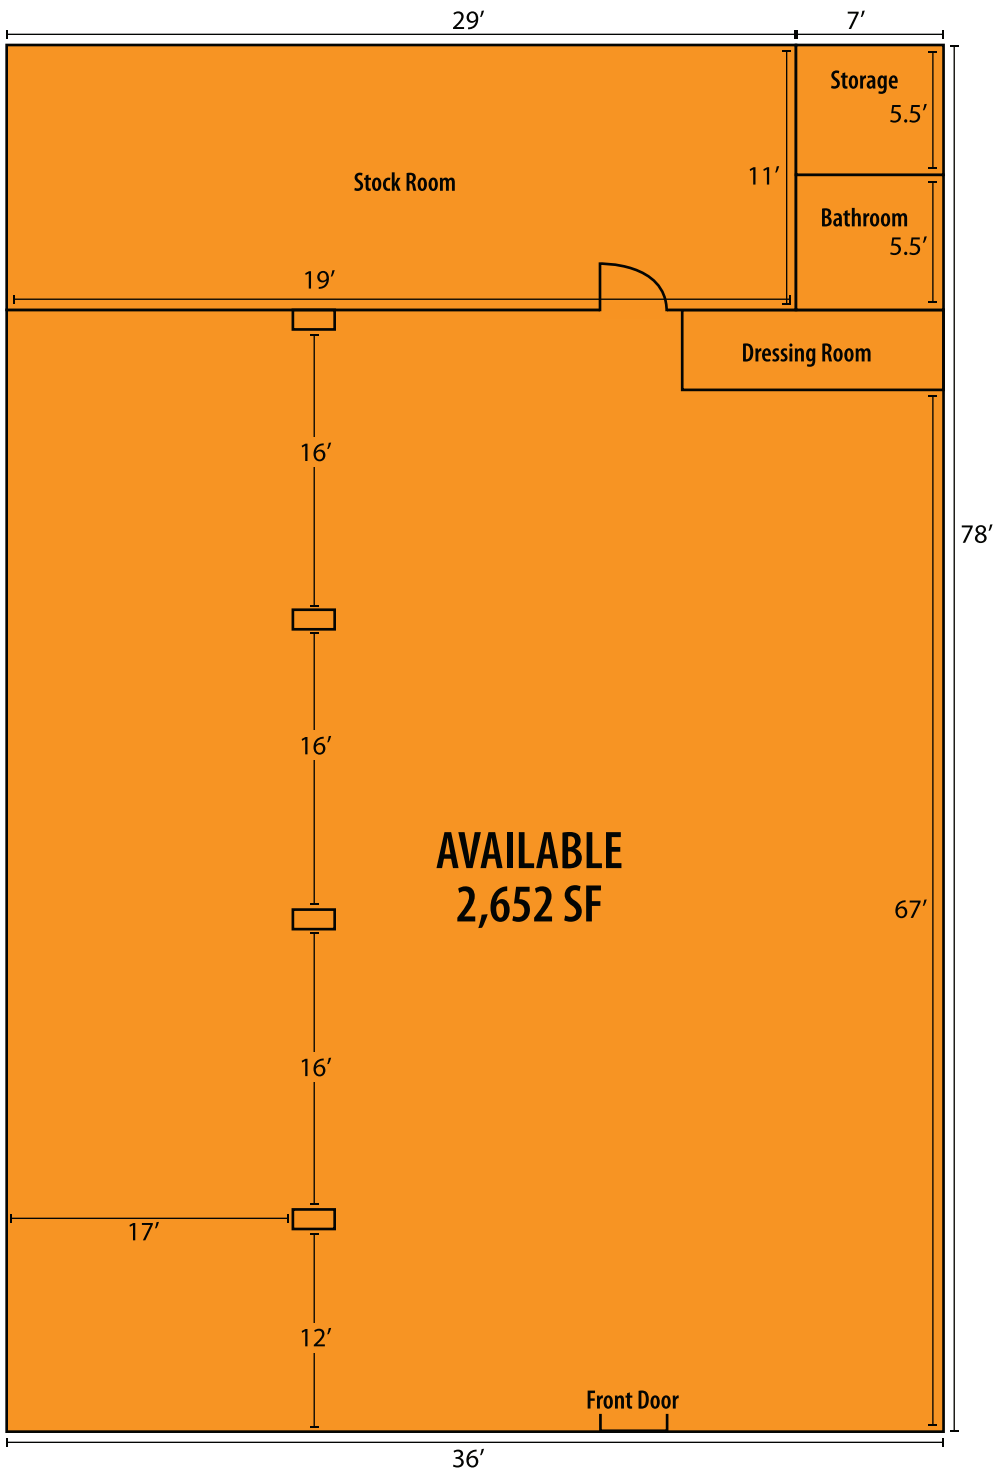 29’
7’
Storage
5.5’
Stock Room
11’
Bathroom
5.5’
19’
Dressing Room
16’
78’
16’
AVAILABLE
2,652 SF
67’
16’
17’
12’
Front Door
36’